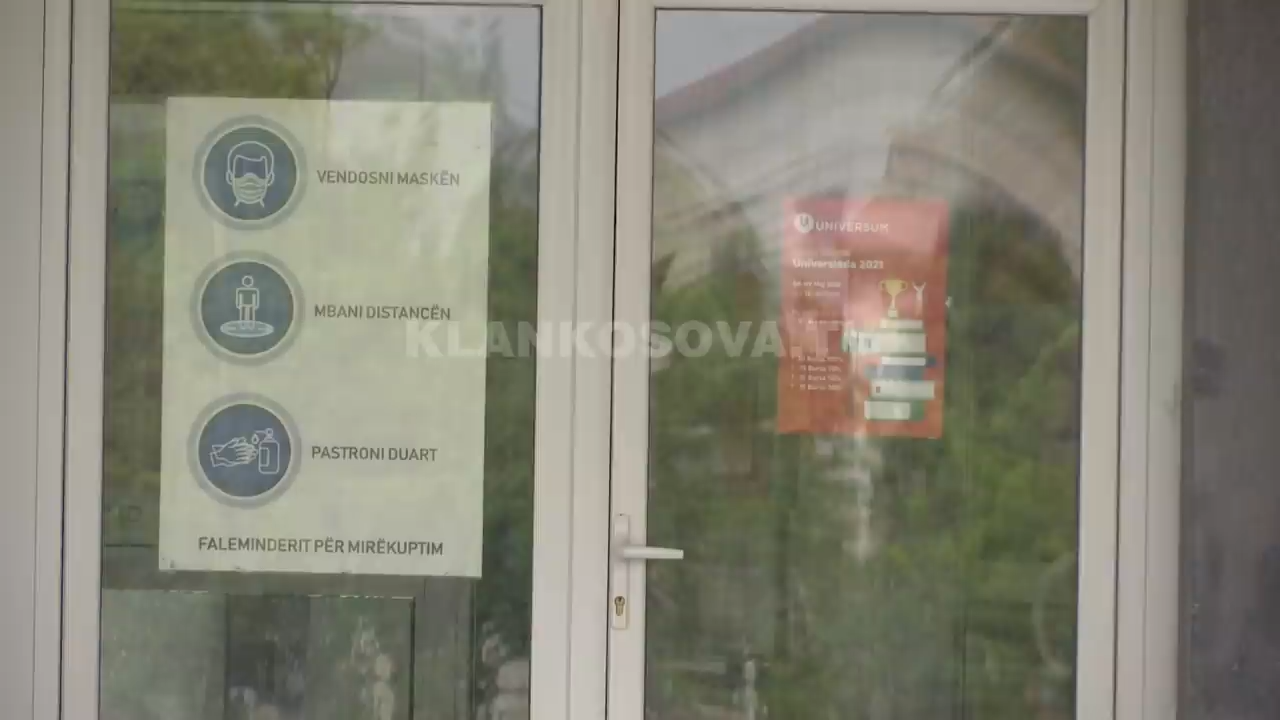 VENDOSNI MASKËN
MBANI DISTANCËN
PASTRONI DUART
FALEMINDERIT PËR MIRËKUPTIM
UNIVERSUM
Universiada 2021
KLANKOSOVA.TV